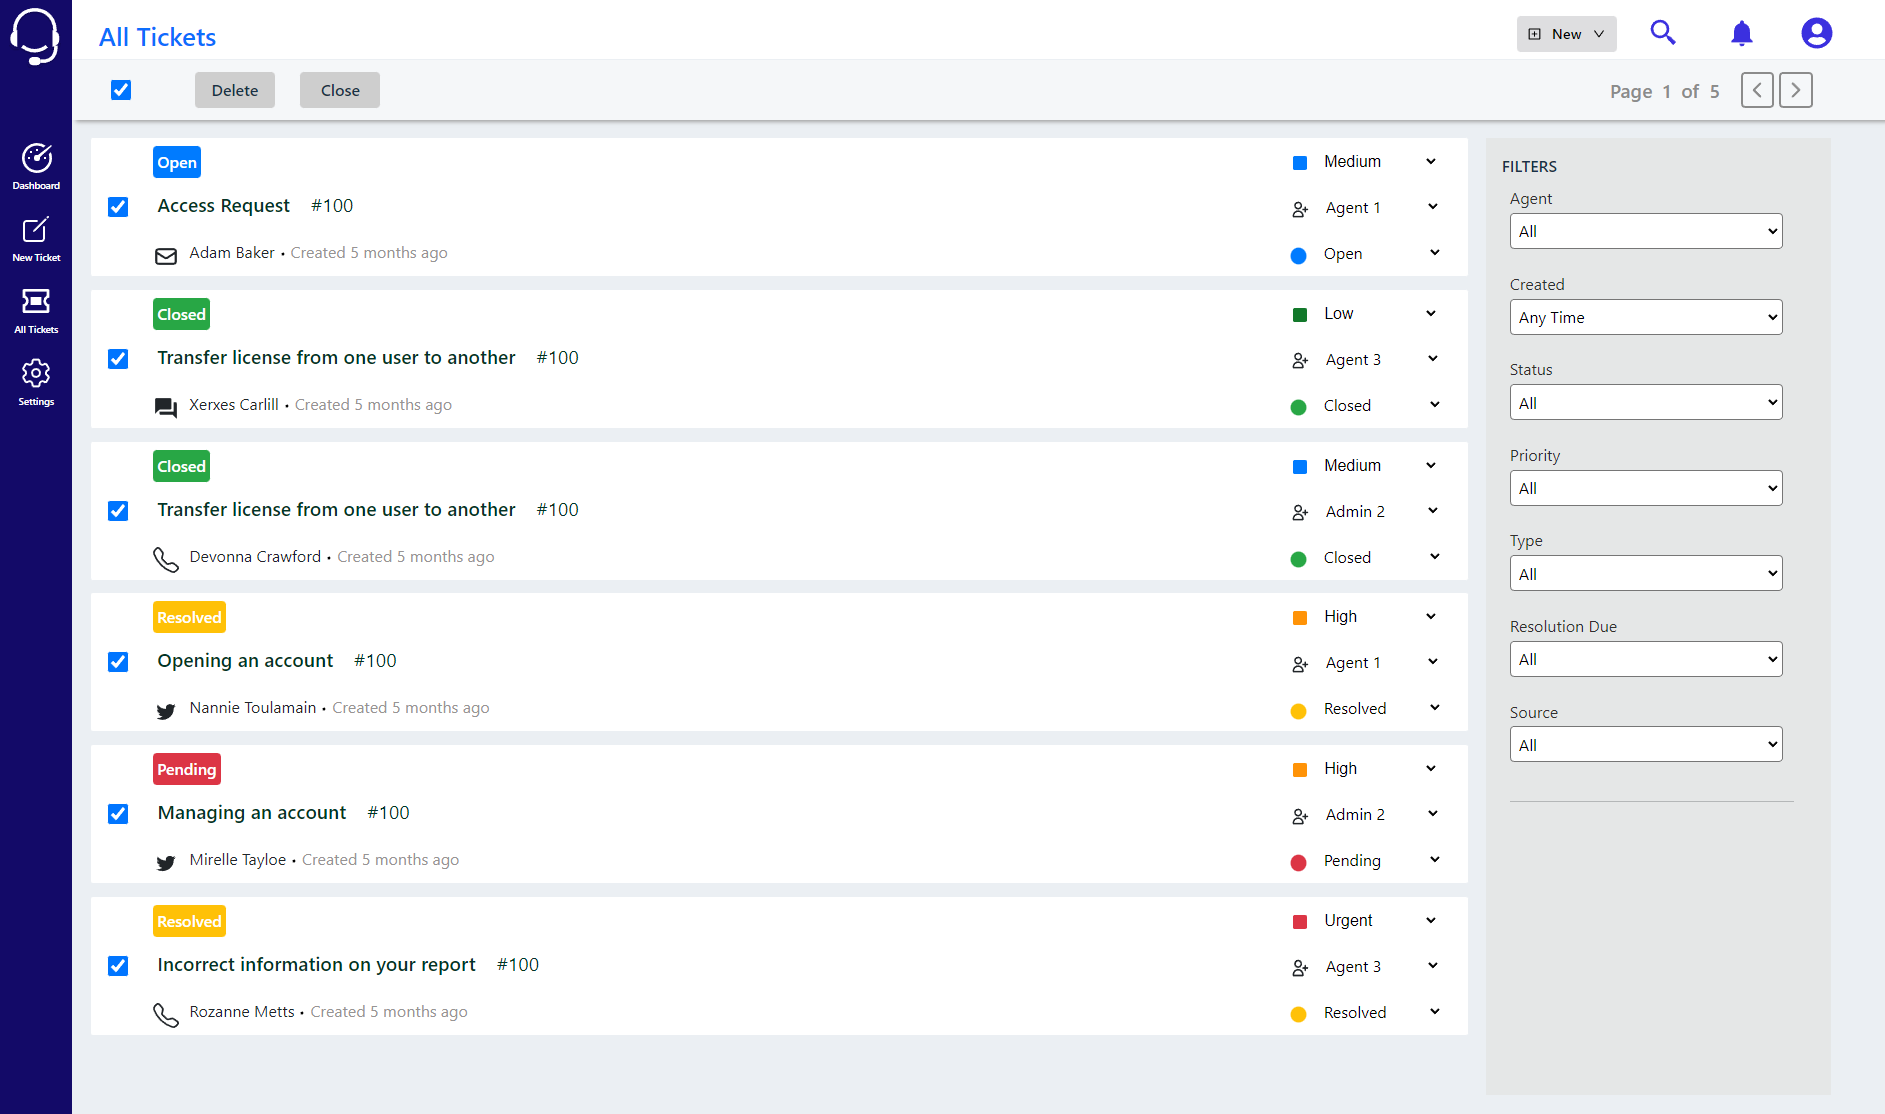 All Tickets
New
Delete
Close
Page 1 of 5
Dashboard
New Ticket
All Tickets
Settings
Open
Access Request #100
Adam Baker • Created 5 months ago
Medium
Agent 1
Open
Closed
Transfer license from one user to another #100
Xerxes Carlill • Created 5 months ago
Low
Agent 3
Closed
Closed
Transfer license from one user to another #100
Devonna Crawford • Created 5 months ago
Medium
Admin 2
Closed
Resolved
Opening an account #100
Nannie Toulamain • Created 5 months ago
High
Agent 1
Resolved
Pending
Managing an account #100
Mirelle Tayloe • Created 5 months ago
High
Admin 2
Pending
Resolved
Incorrect information on your report #100
Rozanne Metts • Created 5 months ago
Urgent
Agent 3
Resolved
FILTERS
Agent
All
Created
Any Time
Status
All
Priority
All
Type
All
Resolution Due
All
Source
All